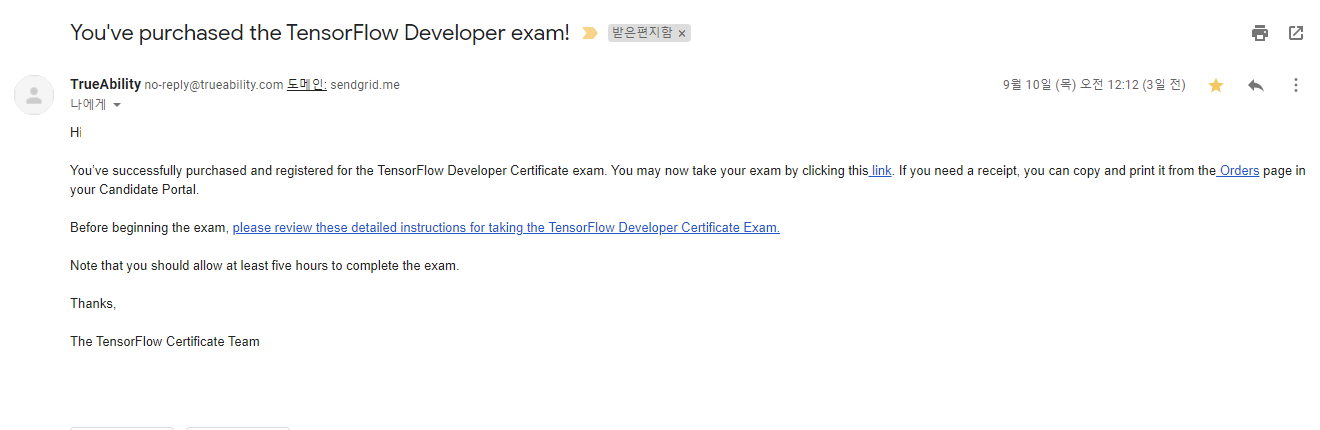 You've purchased the TensorFlow Developer exam! 받은편지함 ×
TrueAbility no-reply@trueability.com 도메인: sendgrid.me 9월 10일 (목) 오전 12:12 (3일 전)
나에게
Hi
You've successfully purchased and registered for the TensorFlow Developer Certificate exam. You may now take your exam by clicking this link. If you need a receipt, you can copy and print it from the Orders page in
your Candidate Portal.
Before beginning the exam, please review these detailed instructions for taking the TensorFlow Developer Certificate Exam.
Note that you should allow at least five hours to complete the exam.
Thanks,
The TensorFlow Certificate Team